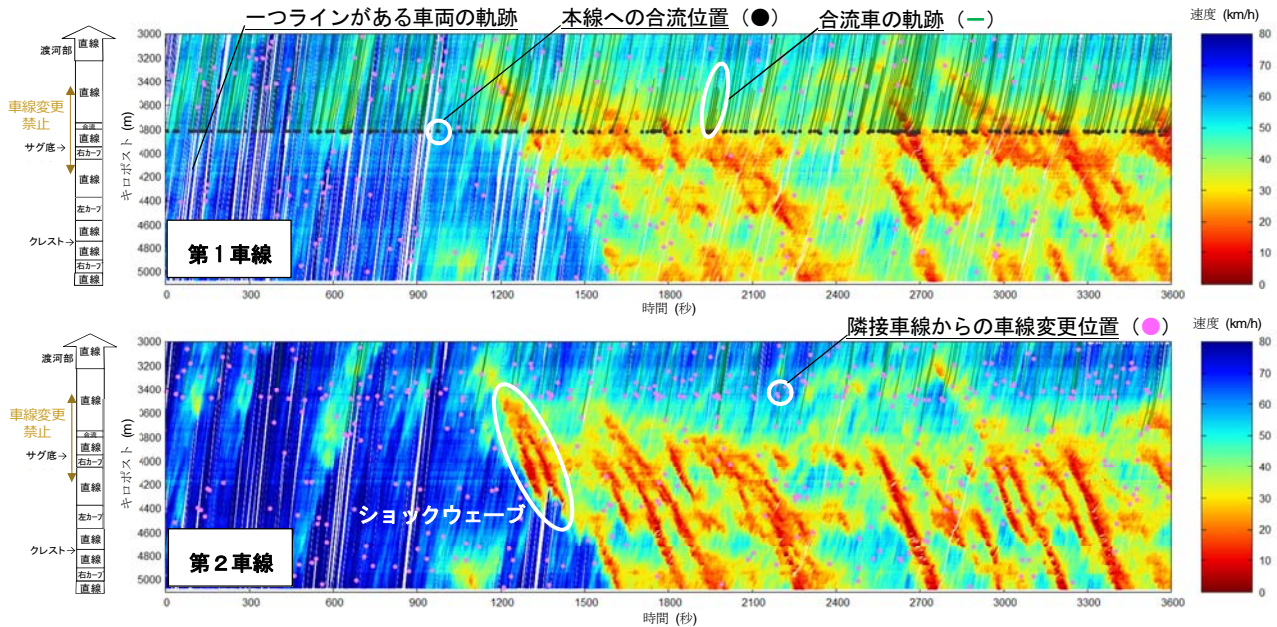 一つラインがある車両の軌跡
本線への合流位置(●)
合流車の軌跡(ー)
速度 (km/h)
渡河部
直線
直線
合流
直線
右カーブ
直線
左カーブ
直線
直線
右カーブ
直線
車線変更
禁止
サグ底→
クレスト→
キロポスト (m)
3000
3200
3400
3600
3800
4000
4200
4400
4600
4800
5000
第1車線
0
300
600
900
1200
1500
1800
2100
2400
2700
3000
3300
3600
時間 (秒)
80
70
60
50
40
30
20
10
0
隣接車線からの車線変更位置(●)
速度 (km/h)
渡河部
直線
直線
合流
直線
右カーブ
直線
左カーブ
直線
直線
右カーブ
直線
車線変更
禁止
サグ底→
クレスト→
キロポスト (m)
3000
3200
3400
3600
3800
4000
4200
4400
4600
4800
5000
ショックウェーブ
第2車線
0
300
600
900
1200
1500
1800
2100
2400
2700
3000
3300
3600
時間 (秒)
80
70
60
50
40
30
20
10
0